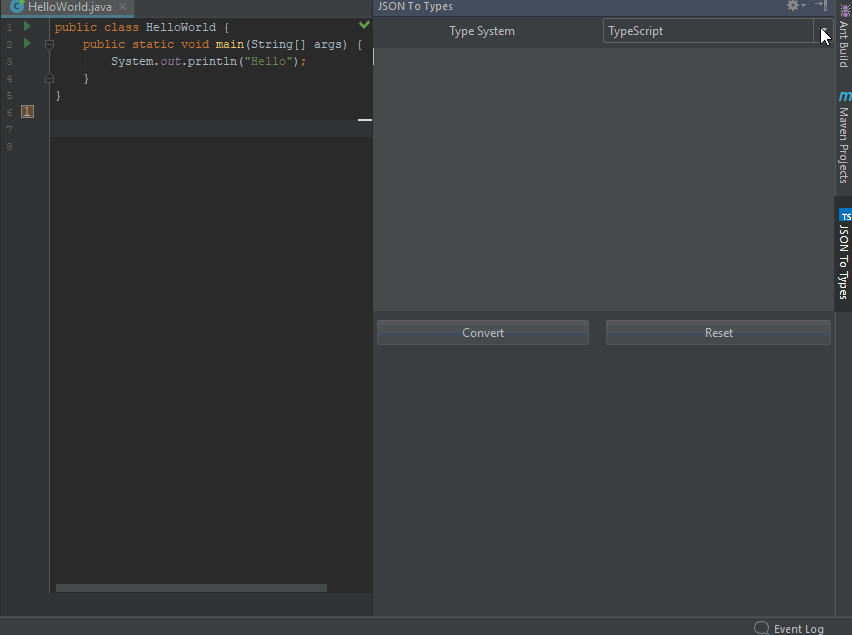 HelloWorld.java
1 public class HelloWorld {
2 public static void main(String[] args) {
3 System.out.println("Hello");
4 }
5 }
6 1
7
8
JSON To Types
Type System
TypeScript
Convert
Reset
Ant Build
m
Maven Projects
TS
JSON To Types
Event Log